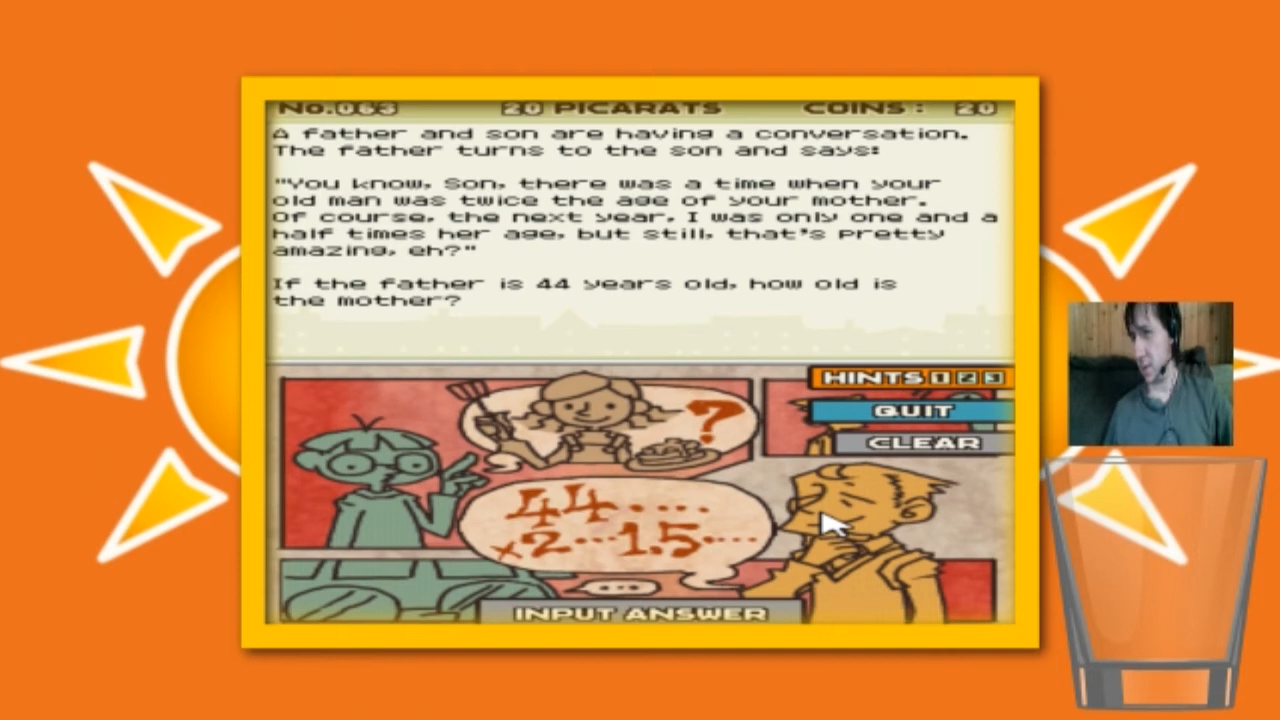 No.063 20 PICARATS COINS: 20
A father and son are having a conversation.
The father turns to the son and says:
"You know, Son, there was a time when your
old man was twice the age of your mother.
Of course, the next year, I was only one and a
half times her age, but still, that's pretty
amazing, eh?"
If the father is 44 years old, how old is
the mother?
HINTS 1 2 3
QUIT
CLEAR
?
44.....
x2...1.5....
...
INPUT ANSWER